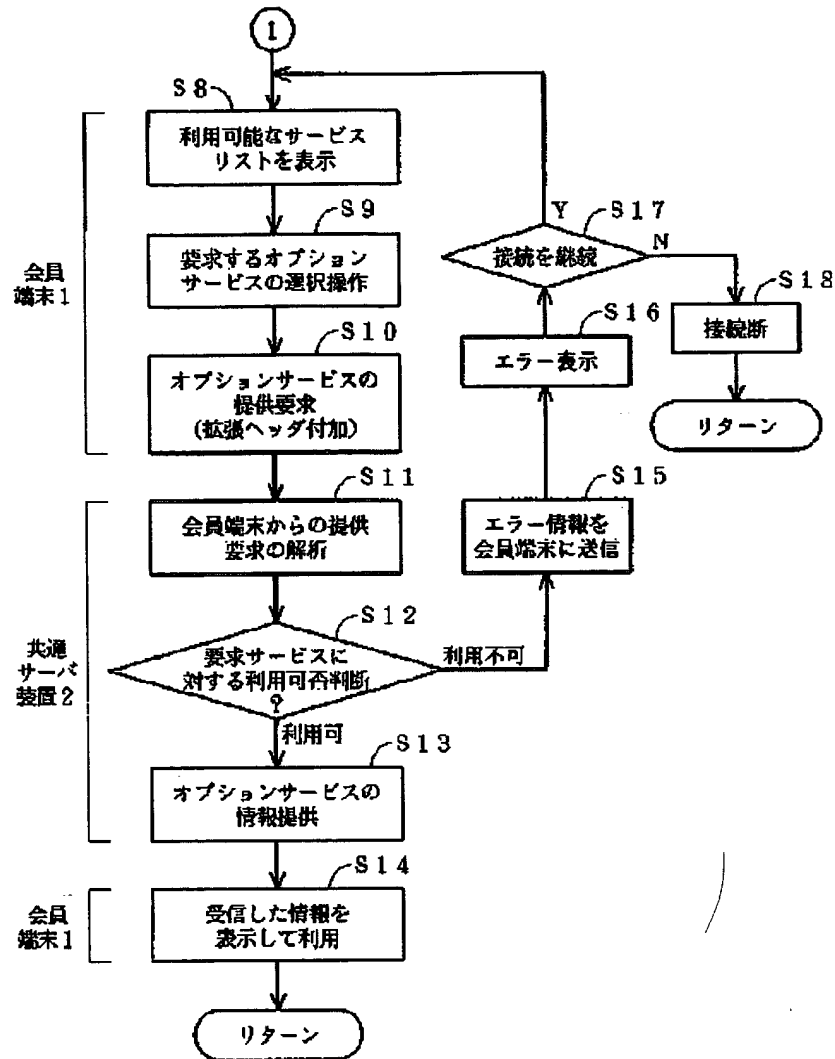 1
S8
利用可能なサービス
リストを表示
S9
要求するオプション
サービスの選択操作
会員
端末1
S10
オプションサービスの
提供要求
(拡張ヘッダ付加)
S11
会員端末からの提供
要求の解析
S12
要求サービスに
対する利用可否判断
?
利用不可
利用可
共通
サーバ
装置2
S13
オプションサービスの
情報提供
S14
会員
端末1
受信した情報を
表示して利用
リターン
S15
エラー情報を
会員端末に送信
S16
エラー表示
S17
接続を継続
Y
N
S18
接続断
リターン